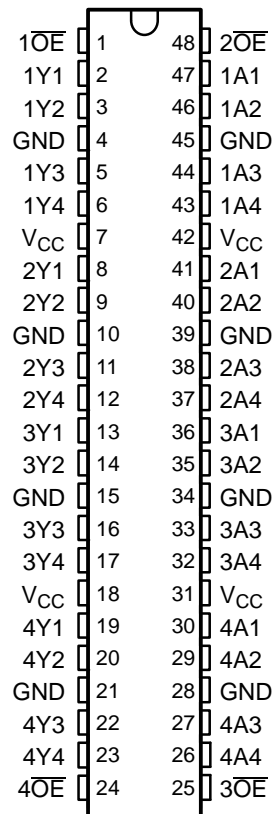 1O̅E̅ 1 48 2O̅E̅
1Y1 2 47 1A1
1Y2 3 46 1A2
GND 4 45 GND
1Y3 5 44 1A3
1Y4 6 43 1A4
VCC 7 42 VCC
2Y1 8 41 2A1
2Y2 9 40 2A2
GND 10 39 GND
2Y3 11 38 2A3
2Y4 12 37 2A4
3Y1 13 36 3A1
3Y2 14 35 3A2
GND 15 34 GND
3Y3 16 33 3A3
3Y4 17 32 3A4
VCC 18 31 VCC
4Y1 19 30 4A1
4Y2 20 29 4A2
GND 21 28 GND
4Y3 22 27 4A3
4Y4 23 26 4A4
4O̅E̅ 24 25 3O̅E̅